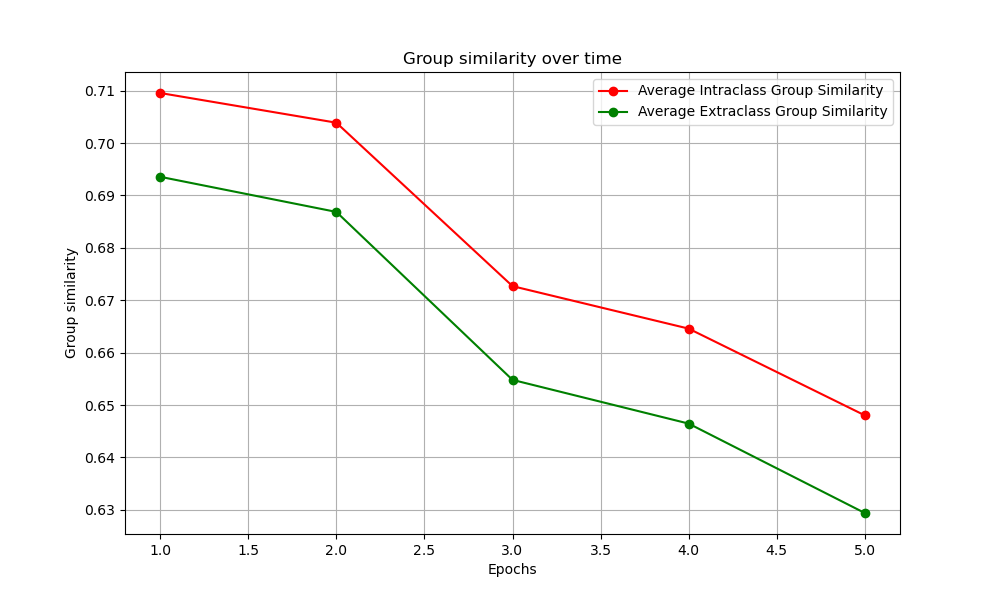 Group similarity over time
Average Intraclass Group Similarity
Average Extraclass Group Similarity
Group similarity
0.71
0.70
0.69
0.68
0.67
0.66
0.65
0.64
0.63
1.0 1.5 2.0 2.5 3.0 3.5 4.0 4.5 5.0
Epochs